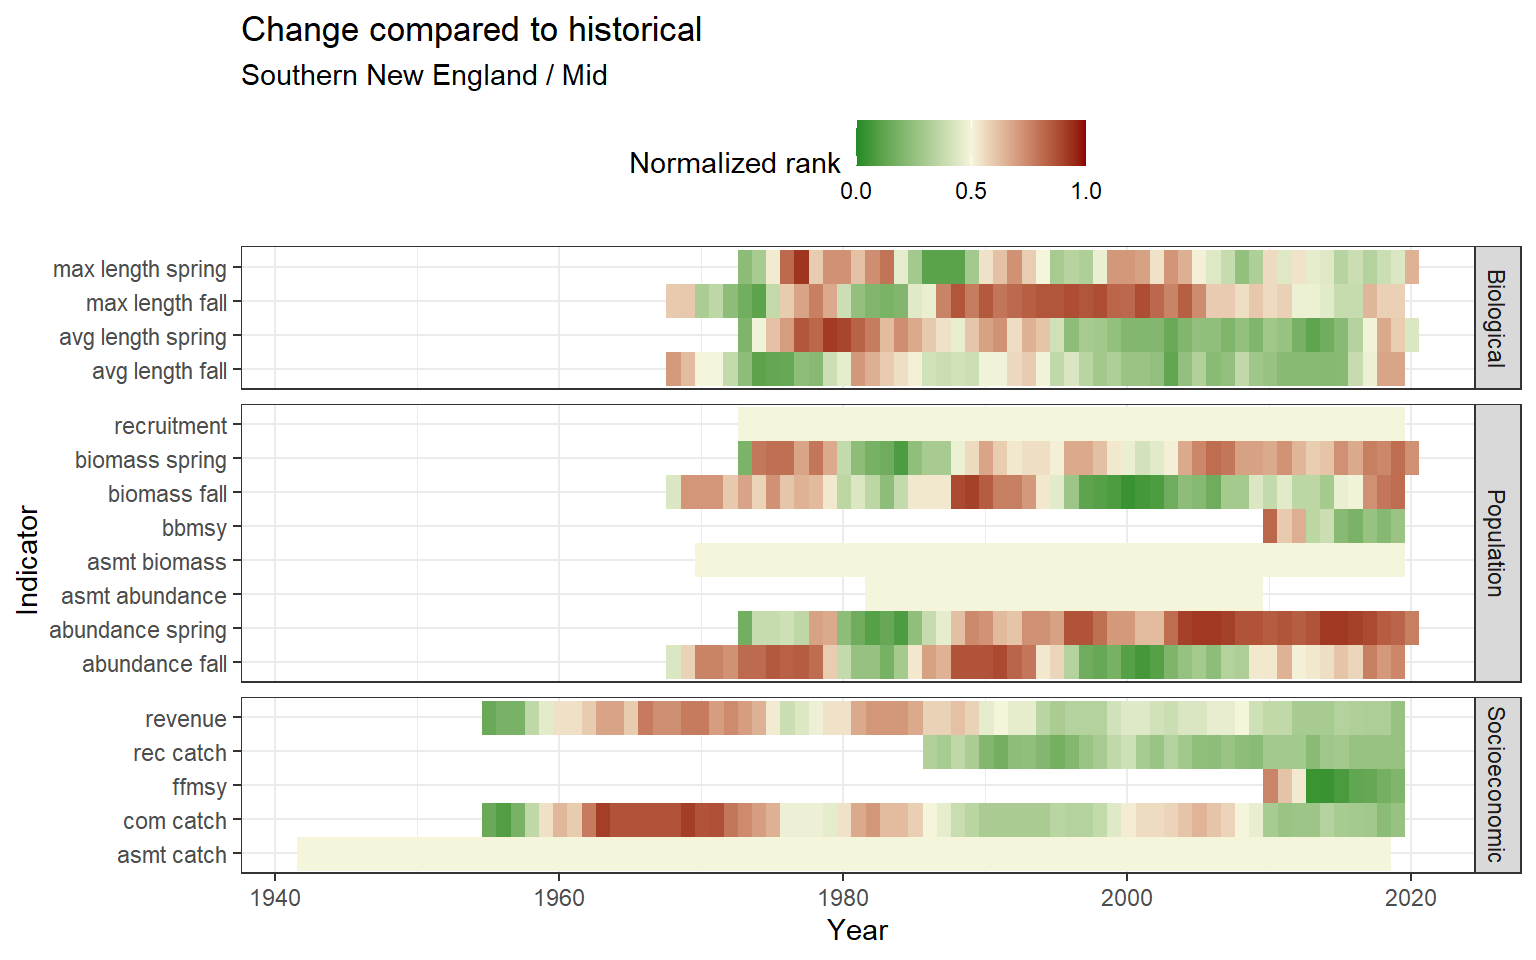 Change compared to historical
Southern New England / Mid
Normalized rank
0.0 0.5 1.0
max length spring
max length fall
avg length spring
avg length fall
Biological
recruitment
biomass spring
biomass fall
bbmsy
asmt biomass
asmt abundance
abundance spring
abundance fall
Population
revenue
rec catch
ffmsy
com catch
asmt catch
Socioeconomic
Indicator
1940 1960 1980 2000 2020
Year